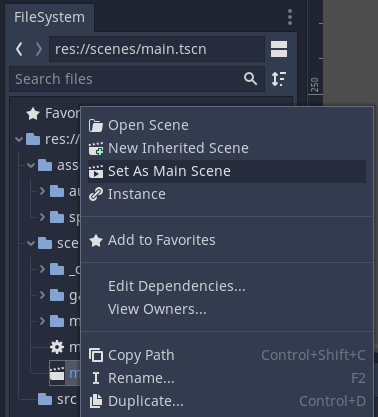 FileSystem
res://scenes/main.tscn
Search files
250
Favor
res://
Open Scene
New Inherited Scene
ass
Set As Main Scene
au
Instance
sp
Add to Favorites
sce
Edit Dependencies...
ga
View Owners...
m
m
Copy Path Control+Shift+C
m
Rename... F2
src
Duplicate... Control+D